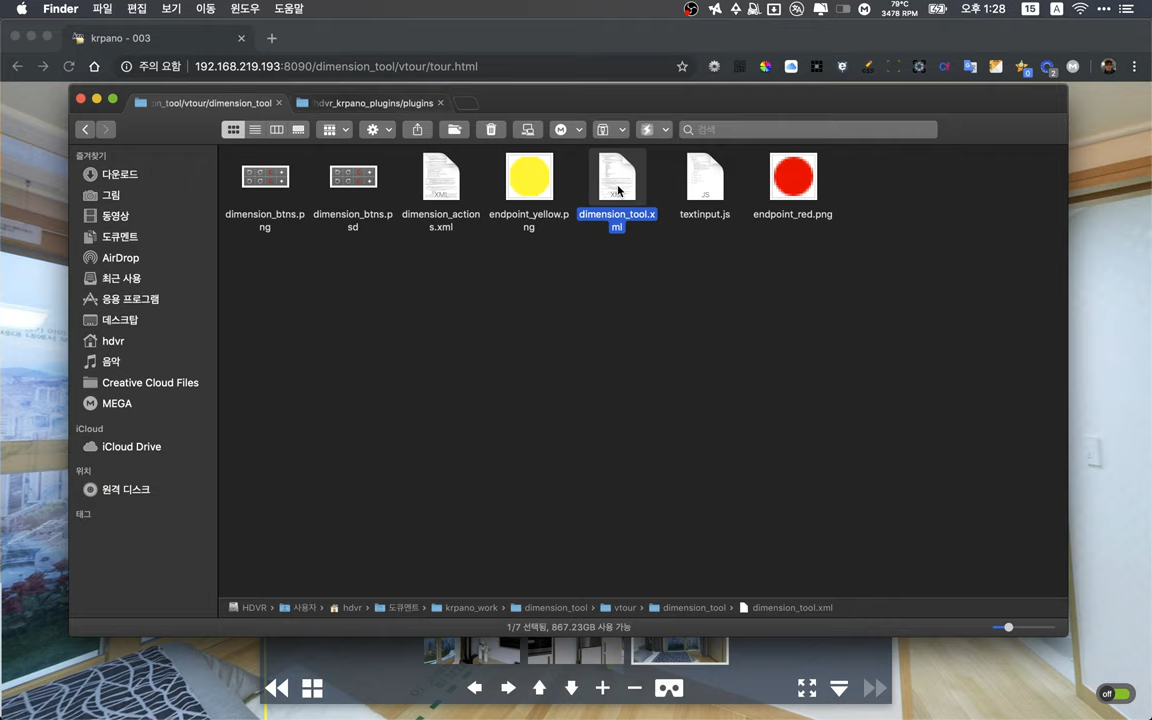 Finder 파일 편집 보기 이동 윈도우 도움말
79°C
3478 RPM
오후 1:28
15
A
krpano - 003
주의 요함
192.168.219.193:8090/dimension_tool/vtour/tour.html
on_tool/vtour/dimension_tool
hdvr_krpano_plugins/plugins
검색
즐겨찾기
다운로드
그림
동영상
도큐멘트
AirDrop
최근 사용
응용 프로그램
데스크탑
hdvr
음악
Creative Cloud Files
MEGA
iCloud
iCloud Drive
위치
원격 디스크
태그
dimension_btns.p
ng
dimension_btns.p
sd
XML
dimension_action
s.xml
endpoint_yellow.p
ng
dimension_tool.x
ml
JS
textinput.js
endpoint_red.png
HDVR › 사용자 › hdvr › 도큐멘트 › krpano_work › dimension_tool › vtour › dimension_tool › dimension_tool.xml
1/7 선택됨, 867.23GB 사용 가능
off